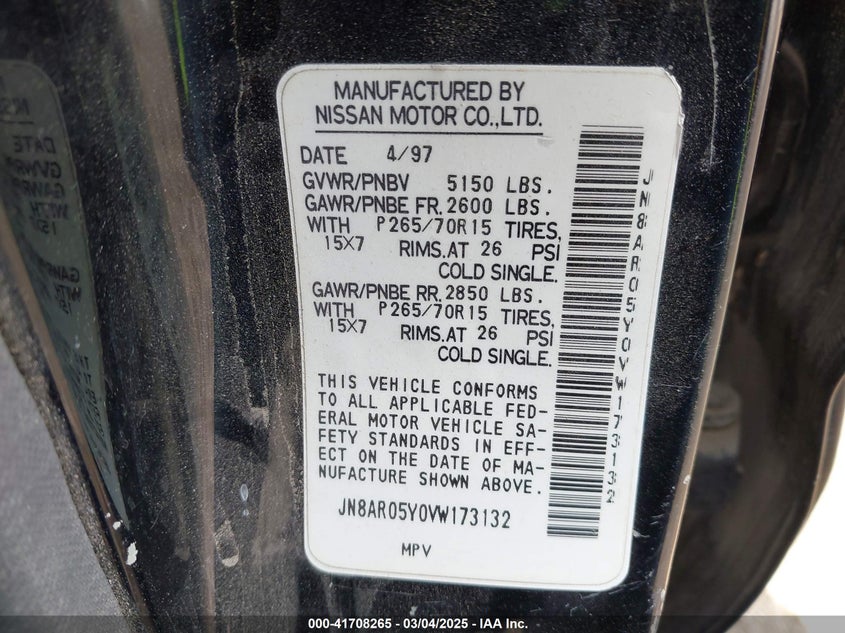 MANUFACTURED BY
NISSAN MOTOR CO.,LTD.
DATE 4/97
GVWR/PNBV 5150 LBS.
GAWR/PNBE FR. 2600 LBS.
WITH P265/70R15 TIRES,
15X7 RIMS.AT 26 PSI
COLD SINGLE.
GAWR/PNBE RR. 2850 LBS.
WITH P265/70R15 TIRES,
15X7 RIMS.AT 26 PSI
COLD SINGLE.
THIS VEHICLE CONFORMS
TO ALL APPLICABLE FED-
ERAL MOTOR VEHICLE SA-
FETY STANDARDS IN EFF-
ECT ON THE DATE OF MA-
NUFACTURE SHOWN ABOVE.
JN8AR05Y0VW173132
MPV
JN8AR05Y0VW173132
000-41708265 - 03/04/2025 - IAA Inc.